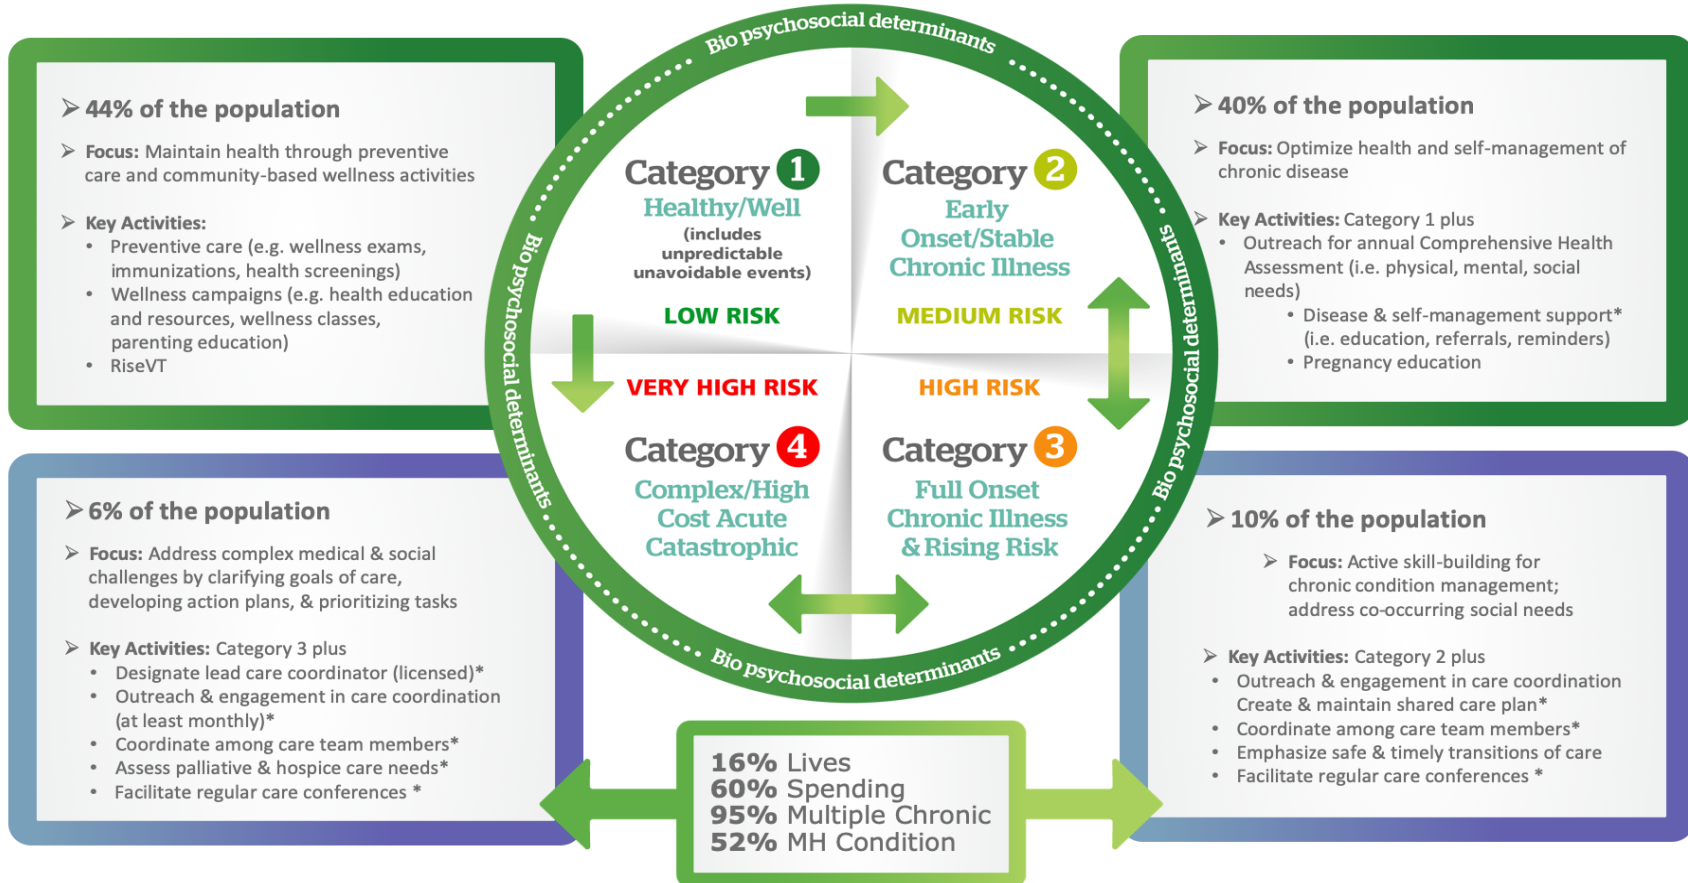 Bio psychosocial determinants
➢ 44% of the population
➢ Focus: Maintain health through preventive
care and community-based wellness activities
➢ Key Activities:
• Preventive care (e.g. wellness exams,
immunizations, health screenings)
• Wellness campaigns (e.g. health education
and resources, wellness classes,
parenting education)
• RiseVT
Bio psychosocial determinants
Category 1
Healthy/Well
(includes
unpredictable
unavoidable events)
LOW RISK
Category 2
Early
Onset/Stable
Chronic Illness
MEDIUM RISK
Bio psychosocial determinants
➢ 40% of the population
➢ Focus: Optimize health and self-management of
chronic disease
➢ Key Activities: Category 1 plus
• Outreach for annual Comprehensive Health
Assessment (i.e. physical, mental, social
needs)
• Disease & self-management support*
(i.e. education, referrals, reminders)
• Pregnancy education
➢ 6% of the population
➢ Focus: Address complex medical & social
challenges by clarifying goals of care,
developing action plans, & prioritizing tasks
➢ Key Activities: Category 3 plus
• Designate lead care coordinator (licensed)*
• Outreach & engagement in care coordination
(at least monthly)*
• Coordinate among care team members*
• Assess palliative & hospice care needs*
• Facilitate regular care conferences *
VERY HIGH RISK
Category 4
Complex/High
Cost Acute
Catastrophic
HIGH RISK
Category 3
Full Onset
Chronic Illness
& Rising Risk
Bio psychosocial determinants
➢ 10% of the population
➢ Focus: Active skill-building for
chronic condition management;
address co-occurring social needs
➢ Key Activities: Category 2 plus
• Outreach & engagement in care coordination
Create & maintain shared care plan*
• Coordinate among care team members*
• Emphasize safe & timely transitions of care
• Facilitate regular care conferences *
16% Lives
60% Spending
95% Multiple Chronic
52% MH Condition